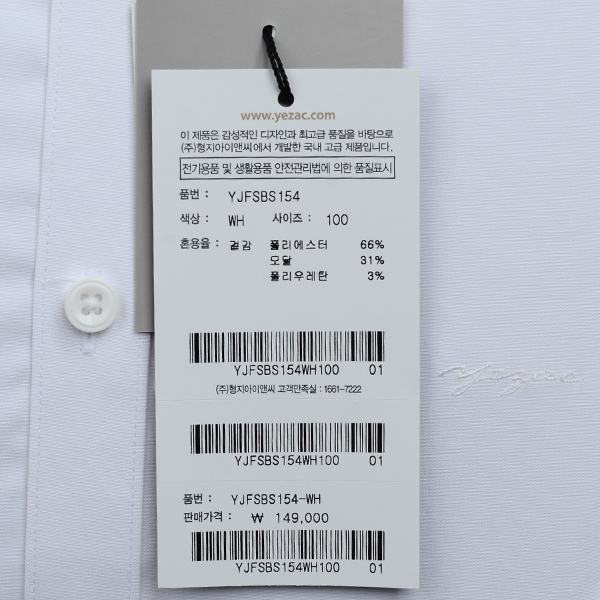 www.yezac.com
이 제품은 감성적인 디자인과 최고급 품질을 바탕으로
(주)형지아이앤씨에서 개발한 국내 고급 제품입니다.
전기용품 및 생활용품 안전관리법에 의한 품질표시
품번 : YJFSBS154
색상 : WH 사이즈 : 100
혼용율 : 겉감 폴리에스터 66%
모달 31%
폴리우레탄 3%
YJFSBS154WH100 01
(주)형지아이앤씨 고객만족실 : 1661-7222
YJFSBS154WH100 01
품번 : YJFSBS154-WH
판매가격 : ₩ 149,000
YJFSBS154WH100 01
Yezac